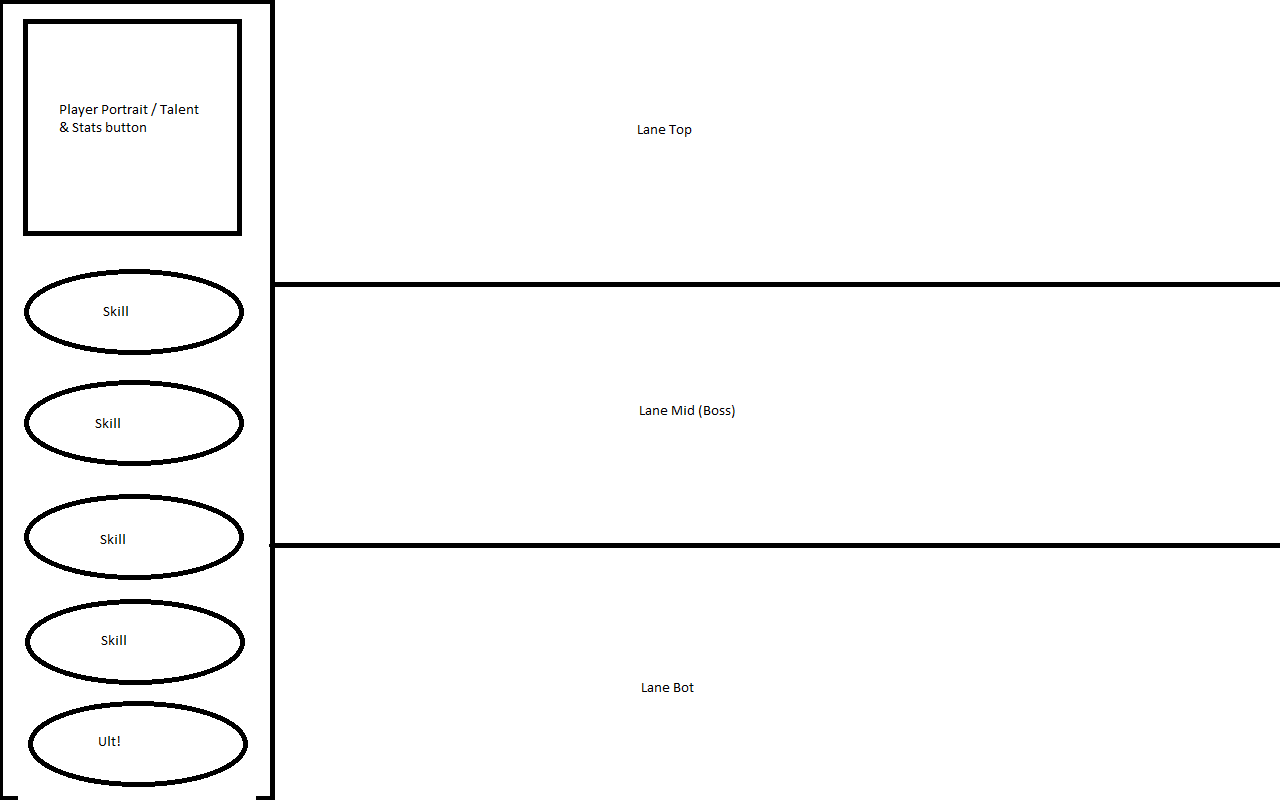 Player Portrait / Talent
& Stats button
Lane Top
Skill
Lane Mid (Boss)
Skill
Skill
Skill
Lane Bot
Ult!